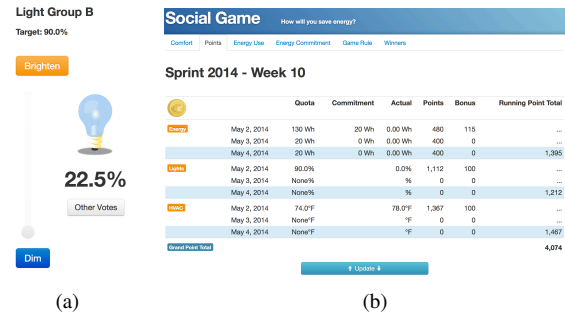 Light Group B
Target: 90.0%
Brighten
22.5%
Other Votes
Dim
(a)
Social Game How will you save energy?
Comfort Points Energy Use Energy Commitment Game Rule Winners
Sprint 2014 - Week 10
Quota Commitment Actual Points Bonus Running Point Total
Energy May 2, 2014 130 Wh 20 Wh 0.00 Wh 480 115 ...
May 3, 2014 20 Wh 0 Wh 0.00 Wh 400 0 ...
May 4, 2014 20 Wh 0 Wh 0.00 Wh 400 0 1,395
Lights May 2, 2014 90.0% 0.0% 1,112 100 ...
May 3, 2014 None% % 0 0 ...
May 4, 2014 None% % 0 0 1,212
HVAC May 2, 2014 74.0°F 78.0°F 1,367 100 ...
May 3, 2014 None°F °F 0 0 ...
May 4, 2014 None°F °F 0 0 1,467
Grand Point Total 4,074
Update
(b)